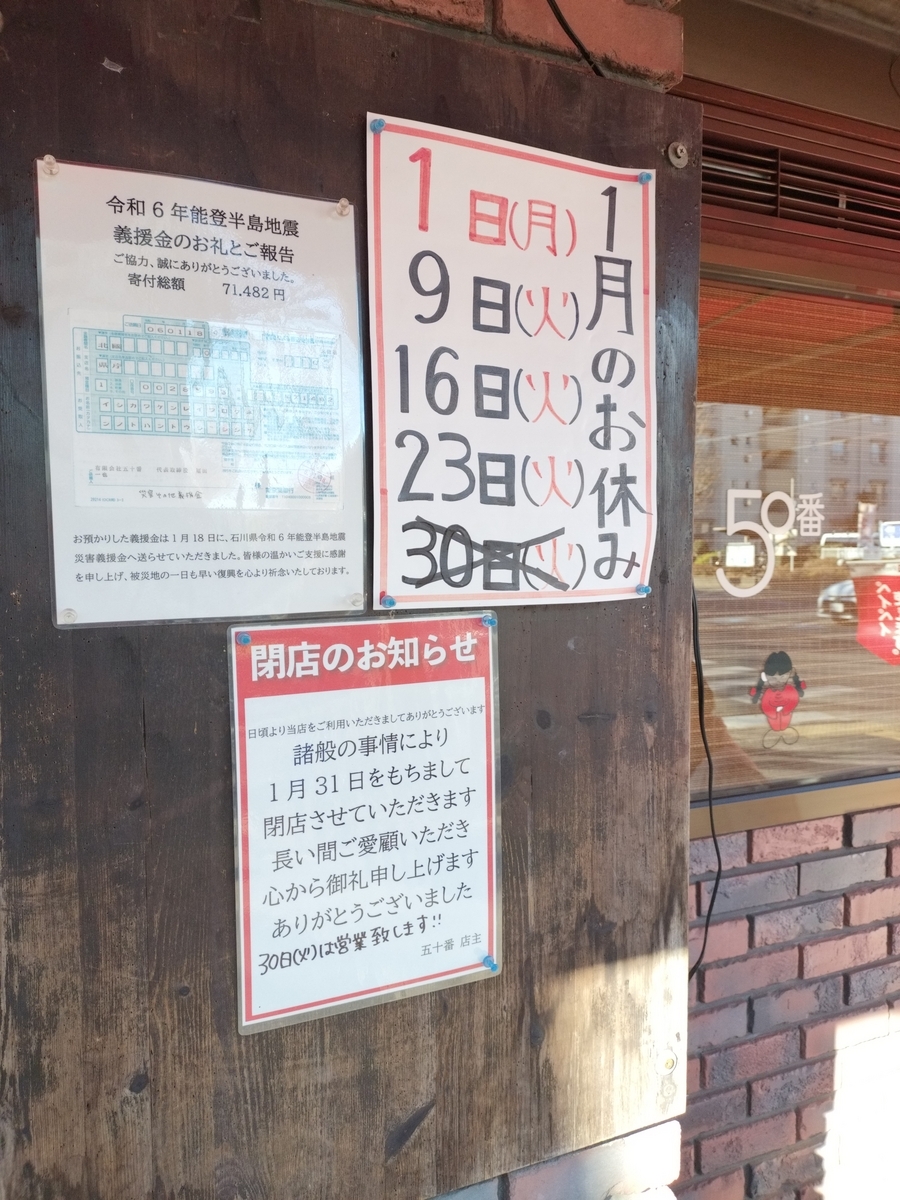 令和6年能登半島地震
義援金のお礼とご報告
ご協力、誠にありがとうございました。
寄付総額 71.482円
災害その他義援金
お預かりした義援金は1月18日に、石川県令和6年能登半島地震
災害義援金へ送らせていただきました。皆様の温かいご支援に感謝
を申し上げ、被災地の一日も早い復興を心より祈念いたしております。
1月のお休み
1日(月)
9日(火)
16日(火)
23日(火)
30日(火)
閉店のお知らせ
日頃より当店をご利用いただきましてありがとうございます
諸般の事情により
1月31日をもちまして
閉店させていただきます
長い間ご愛顧いただき
心から御礼申し上げます
ありがとうございました
30日(火)は営業致します!!
五十番 店主
50番